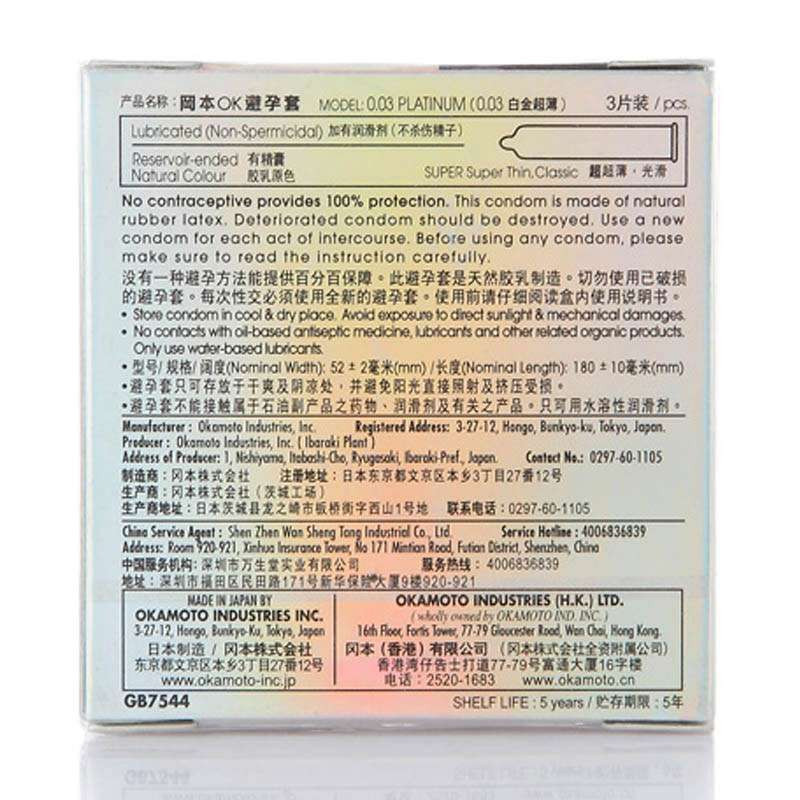 产品名称: 岡本OK避孕套 MODEL: 0.03 PLATINUM (0.03 白金超薄) 3片装 / pcs.
Lubricated (Non-Spermicidal) 加有润滑剂 (不杀伤精子)
Reservoir-ended 有精囊
Natural Colour 胶乳原色
SUPER Super Thin, Classic 超超薄，光滑
No contraceptive provides 100% protection. This condom is made of natural
rubber latex. Deteriorated condom should be destroyed. Use a new
condom for each act of intercourse. Before using any condom, please
make sure to read the instruction carefully.
没有一种避孕方法能提供百分百保障。此避孕套是天然胶乳制造。切勿使用已破损
的避孕套。每次性交必须使用全新的避孕套。使用前请仔细阅读盒内使用说明书。
• Store condom in cool & dry place. Avoid exposure to direct sunlight & mechanical damages.
• No contacts with oil-based antiseptic medicine, lubricants and other related organic products.
Only use water-based lubricants.
• 型号/ 规格/ 阔度(Nominal Width): 52 ± 2毫米(mm) /长度(Nominal Length): 180 ± 10毫米(mm)
• 避孕套只可存放于干爽及阴凉处，并避免阳光直接照射及挤压受损。
• 避孕套不能接触属于石油副产品之药物、润滑剂及有关之产品。只可用水溶性润滑剂。
Manufacturer : Okamoto Industries, Inc. Registered Address: 3-27-12, Hongo, Bunkyo-ku, Tokyo, Japan.
Producer : Okamoto Industries, Inc. ( Ibaraki Plant )
Address of Producer: 1, Nishiyama, Itabashi-Cho, Ryugasaki, Ibaraki-Pref., Japan. Contact No.: 0297-60-1105
制造商：冈本株式会社 注册地址：日本东京都文京区本乡3丁目27番12号
生产商：冈本株式会社（茨城工场）
生产商地址：日本茨城县龙之崎市板桥街字西山1号地 联系电话：0297-60-1105
China Service Agent : Shen Zhen Wan Sheng Tang Industrial Co., Ltd. Service Hotline : 4006836839
Address: Room 920-921, Xinhua Insurance Tower, No 171 Mintian Road, Futian District, Shenzhen, China
中国服务机构: 深圳市万生堂实业有限公司 服务热线： 4006836839
地址：深圳市福田区民田路171号新华保险大厦9楼920-921
MADE IN JAPAN BY
OKAMOTO INDUSTRIES INC.
3-27-12, Hongo, Bunkyo-Ku, Tokyo, Japan
日本制造 / 冈本株式会社
东京都文京区本乡3丁目27番12号
www.okamoto-inc.jp
OKAMOTO INDUSTRIES (H.K.) LTD.
( wholly owned by OKAMOTO IND. INC. )
16th Floor, Fortis Tower, 77-79 Gloucester Road, Wan Chai, Hong Kong.
冈本（香港）有限公司（冈本株式会社全资附属公司）
香港湾仔告士打道77-79号富通大厦16字楼
电话：2520-1683 www.okamoto.cn
GB7544 SHELF LIFE : 5 years / 贮存期限 : 5年